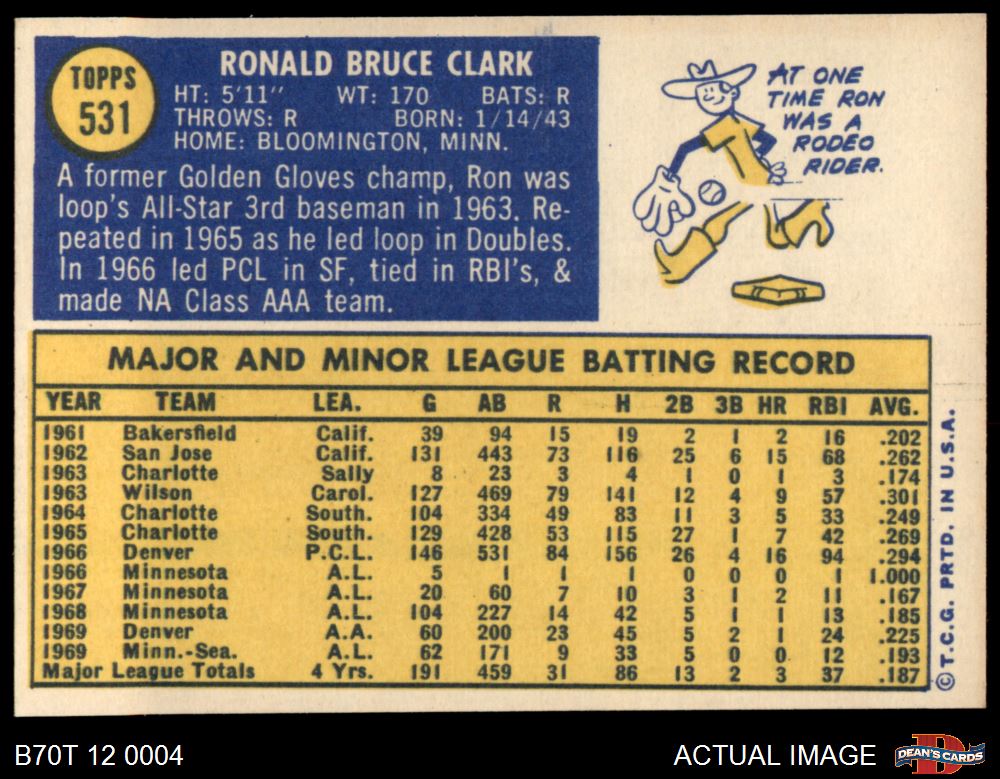 TOPPS
531
RONALD BRUCE CLARK
HT: 5'11" WT: 170 BATS: R
THROWS: R BORN: 1/14/43
HOME: BLOOMINGTON, MINN.
A former Golden Gloves champ, Ron was
loop's All-Star 3rd baseman in 1963. Re-
peated in 1965 as he led loop in Doubles.
In 1966 led PCL in SF, tied in RBI's, &
made NA Class AAA team.
AT ONE
TIME RON
WAS A
RODEO
RIDER.
MAJOR AND MINOR LEAGUE BATTING RECORD
YEAR TEAM LEA. G AB R H 2B 3B HR RBI AVG.
1961 Bakersfield Calif. 39 94 15 19 2 1 2 16 .202
1962 San Jose Calif. 131 443 73 116 25 6 15 68 .262
1963 Charlotte Sally 8 23 3 4 1 0 1 3 .174
1963 Wilson Carol. 127 469 79 141 12 4 9 57 .301
1964 Charlotte South. 104 334 49 83 11 3 5 33 .249
1965 Charlotte South. 129 428 53 115 27 1 7 42 .269
1966 Denver P.C.L. 146 531 84 156 26 4 16 94 .294
1966 Minnesota A.L. 5 1 1 1 0 0 0 1 1.000
1967 Minnesota A.L. 20 60 7 10 3 1 2 11 .167
1968 Minnesota A.L. 104 227 14 42 5 1 1 13 .185
1969 Denver A.A. 60 200 23 45 5 2 1 24 .225
1969 Minn.-Sea. A.L. 62 171 9 33 5 0 0 12 .193
Major League Totals 4 Yrs. 191 459 31 86 13 2 3 37 .187
©T.C.G. PRTD. IN U.S.A.
B70T 12 0004
ACTUAL IMAGE
D
DEAN'S CARDS